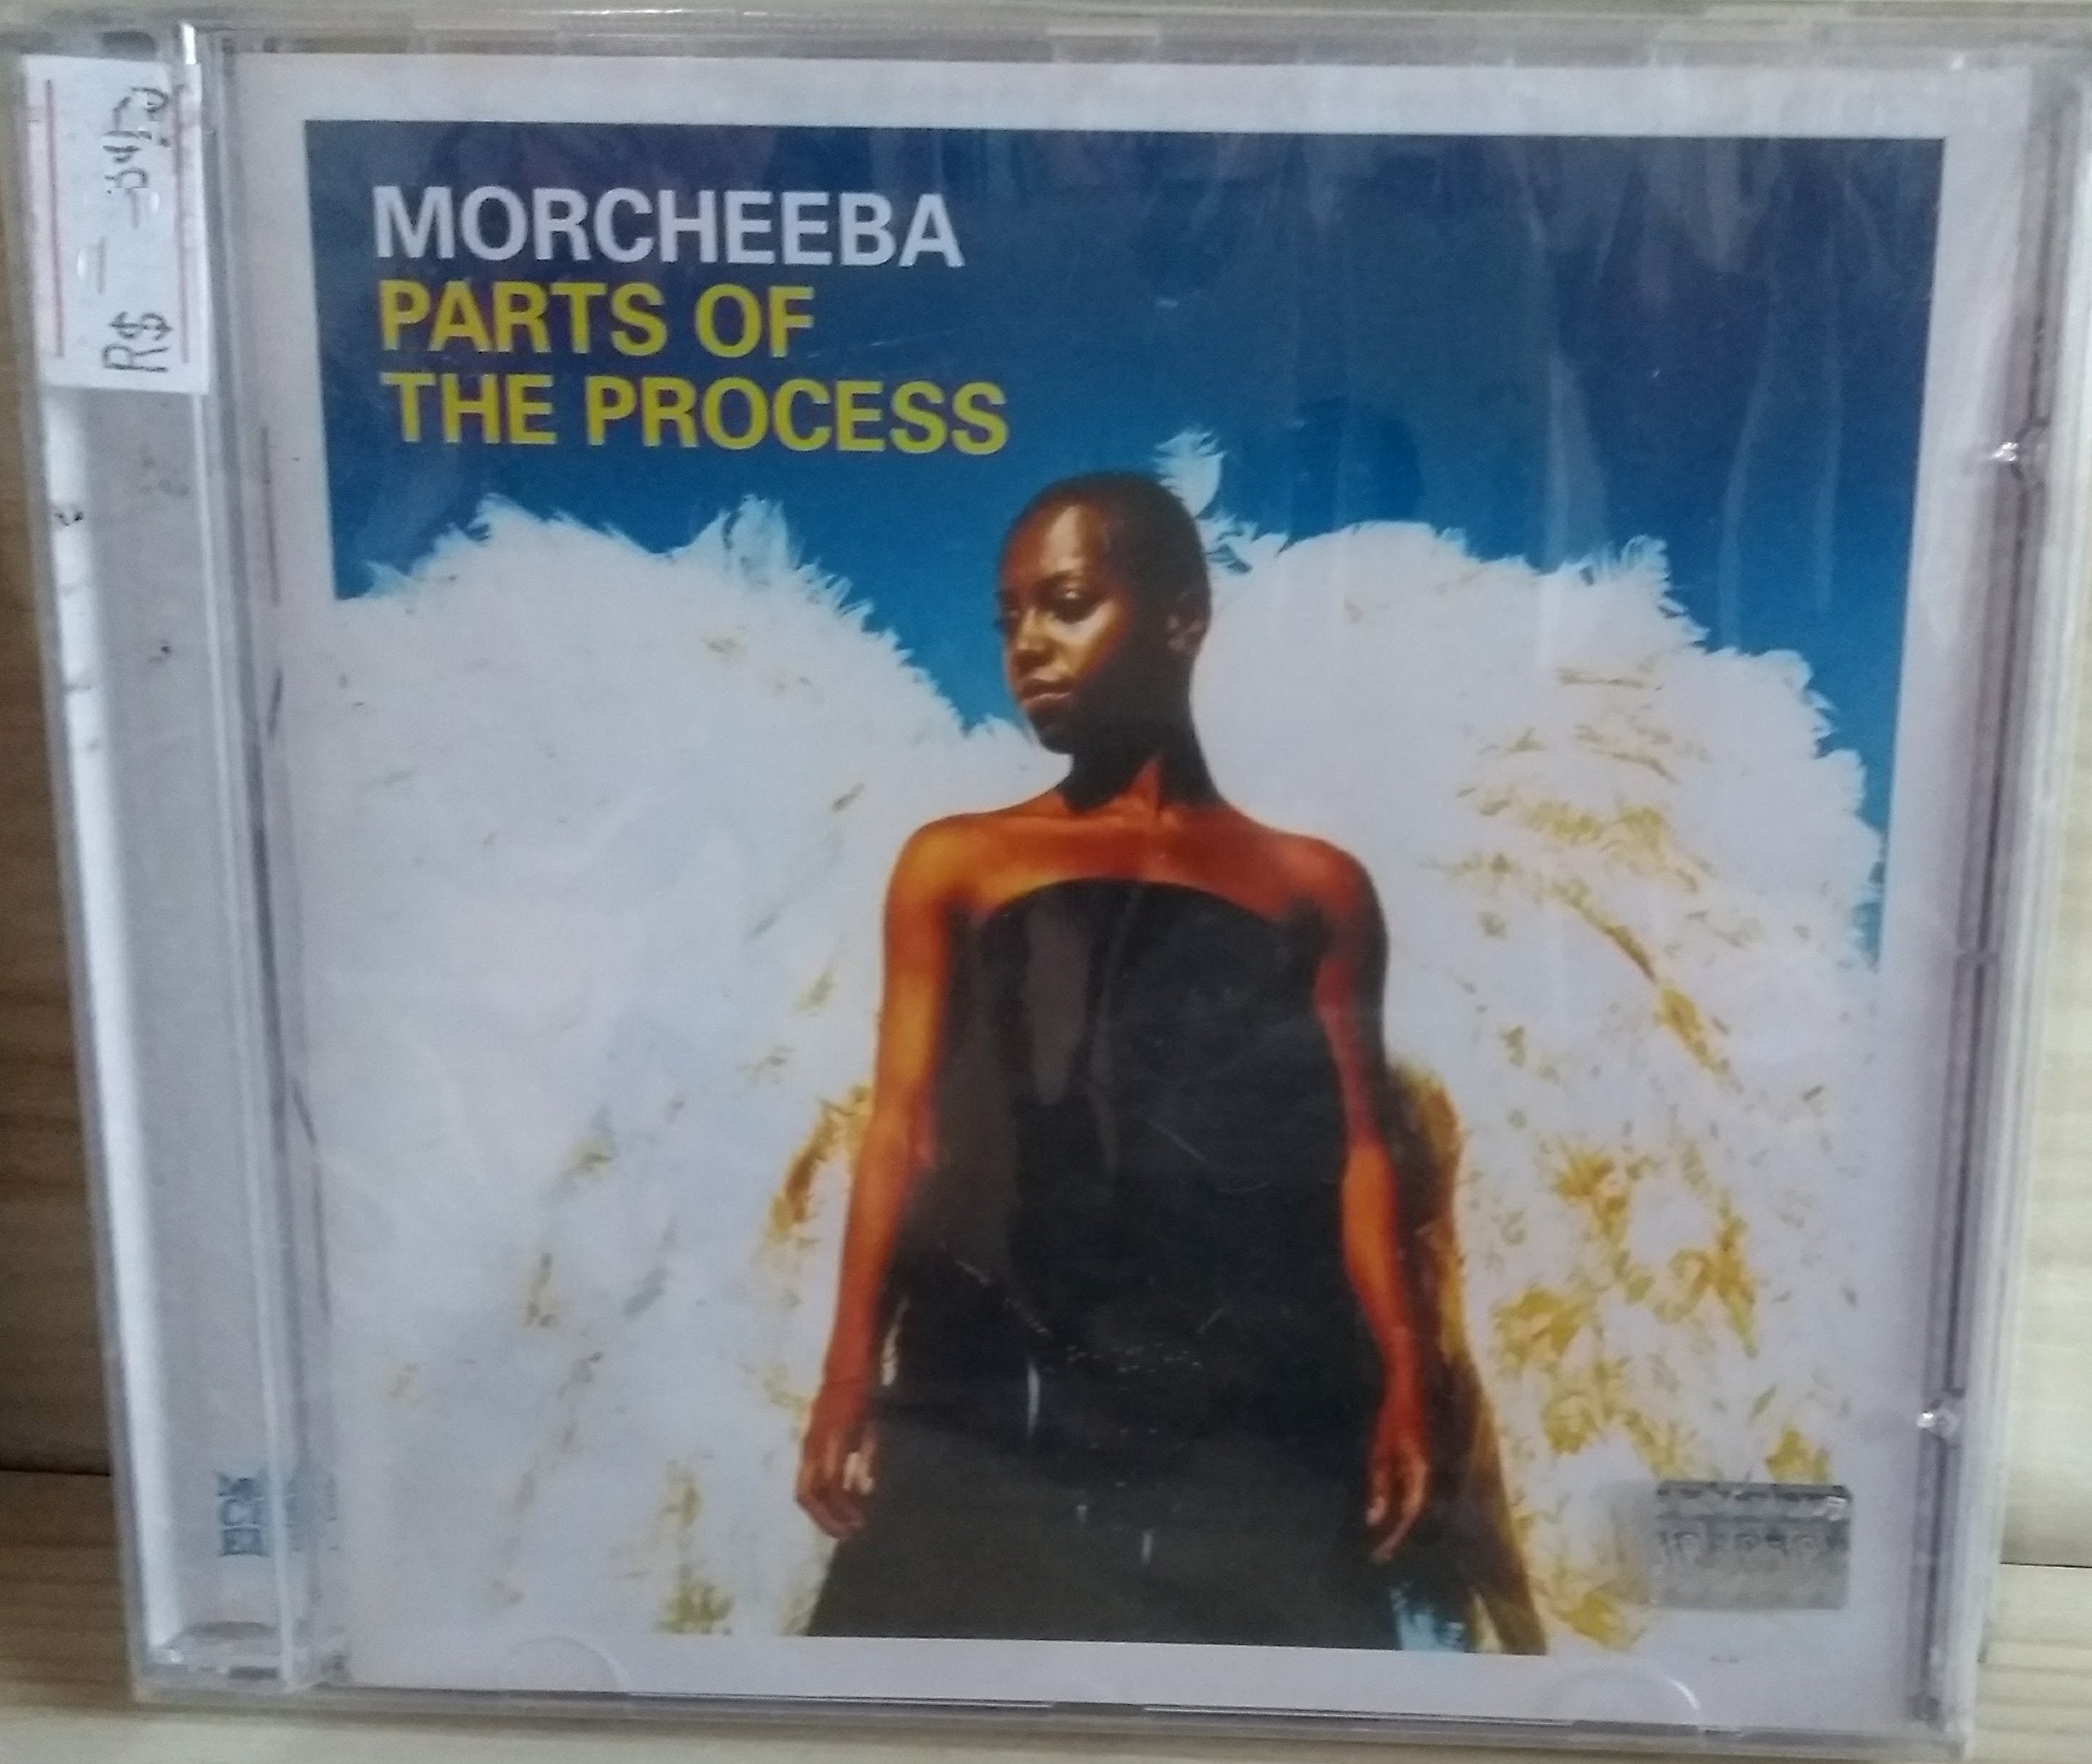 MORCHEEBA
PARTS OF
THE PROCESS
R$